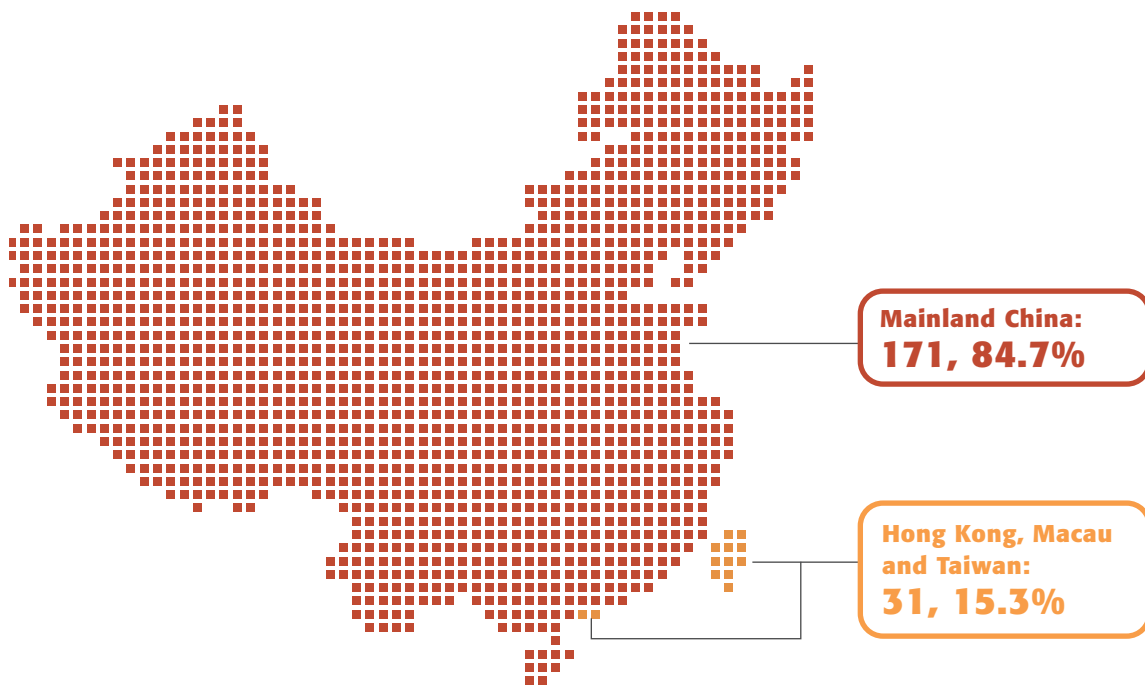 Mainland China:
171, 84.7%
Hong Kong, Macau
and Taiwan:
31, 15.3%